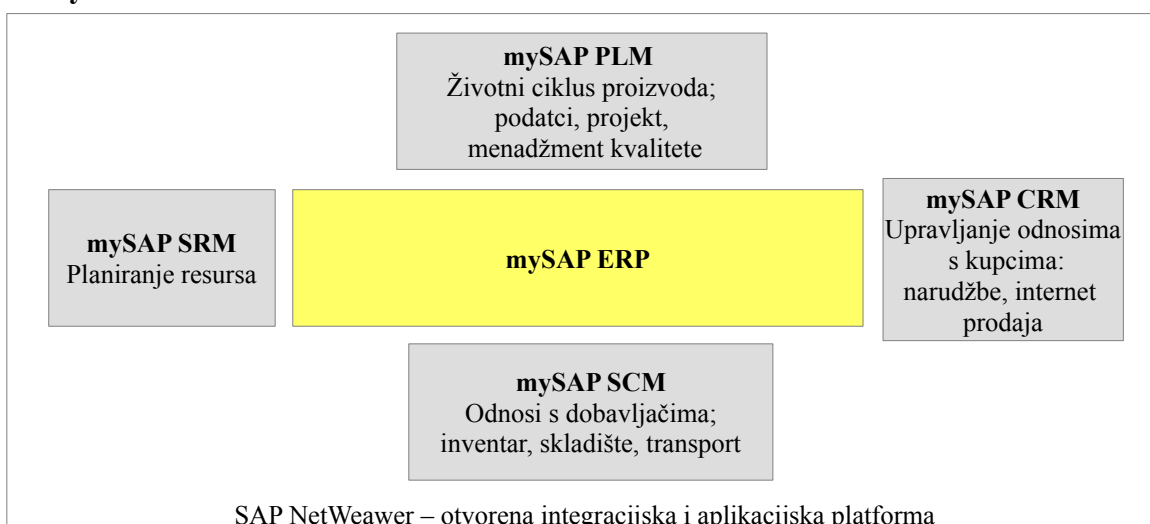 mySAP PLM
Životni ciklus proizvoda;
podatci, projekt,
menadžment kvalitete
mySAP SRM
Planiranje resursa
mySAP ERP
mySAP CRM
Upravljanje odnosima
s kupcima:
narudžbe, internet
prodaja
mySAP SCM
Odnosi s dobavljačima;
inventar, skladište, transport
SAP NetWeawer – otvorena integracijska i aplikacijska platforma